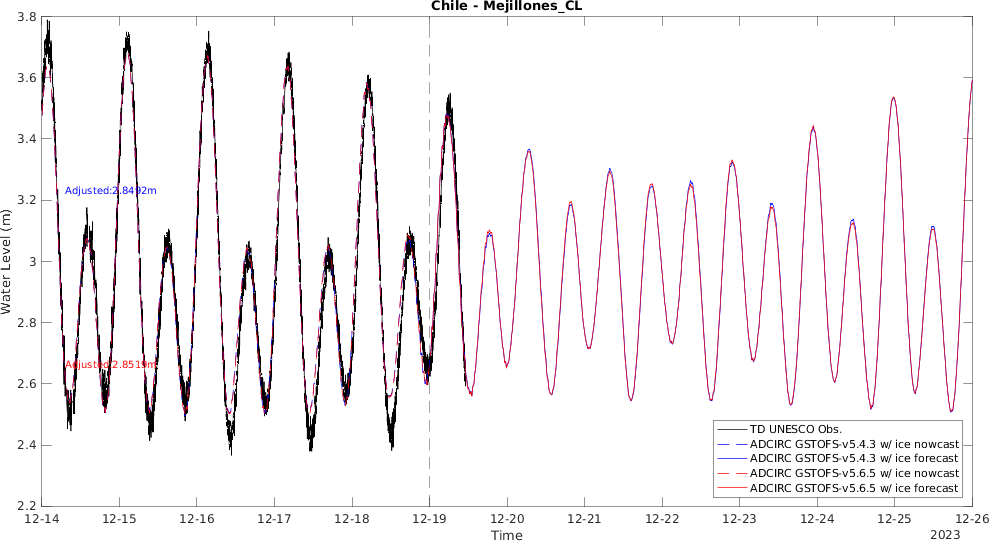 Chile - Mejillones_CL
3.8
3.6
3.4
3.2
3
2.8
2.6
2.4
2.2
Water Level (m)
Adjusted:2.8492m
Adjusted:2.8519m
TD UNESCO Obs.
ADCIRC GSTOFS-v5.4.3 w/ ice nowcast
ADCIRC GSTOFS-v5.4.3 w/ ice forecast
ADCIRC GSTOFS-v5.6.5 w/ ice nowcast
ADCIRC GSTOFS-v5.6.5 w/ ice forecast
12-14 12-15 12-16 12-17 12-18 12-19 12-20 12-21 12-22 12-23 12-24 12-25 12-26
Time
2023